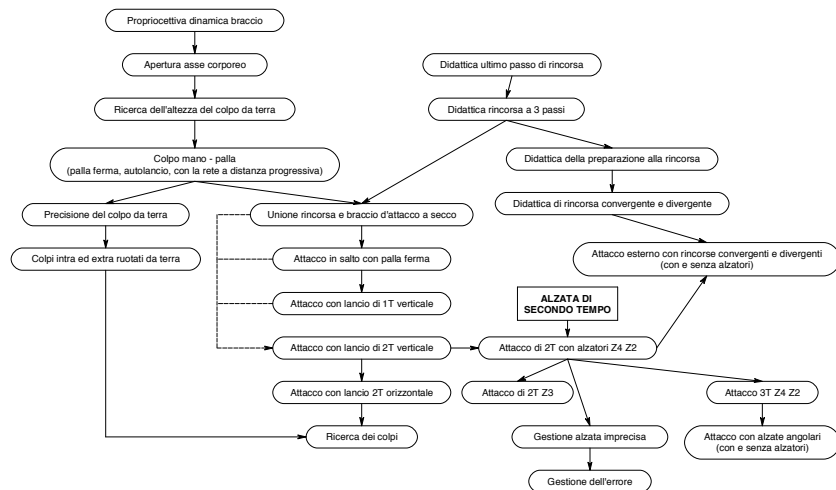 Propriocettiva dinamica braccio
Apertura asse corporeo
Didattica ultimo passo di rincorsa
Ricerca dell'altezza del colpo da terra
Didattica rincorsa a 3 passi
Colpo mano - palla
(palla ferma, autolancio, con la rete a distanza progressiva)
Didattica della preparazione alla rincorsa
Precisione del colpo da terra
Unione rincorsa e braccio d'attacco a secco
Didattica di rincorsa convergente e divergente
Colpi intra ed extra ruotati da terra
Attacco in salto con palla ferma
Attacco esterno con rincorse convergenti e divergenti
(con e senza alzatori)
Attacco con lancio di 1T verticale
ALZATA DI
SECONDO TEMPO
Attacco con lancio di 2T verticale
Attacco di 2T con alzatori Z4 Z2
Attacco con lancio 2T orizzontale
Attacco di 2T Z3
Attacco 3T Z4 Z2
Ricerca dei colpi
Gestione alzata imprecisa
Attacco con alzate angolari
(con e senza alzatori)
Gestione dell'errore